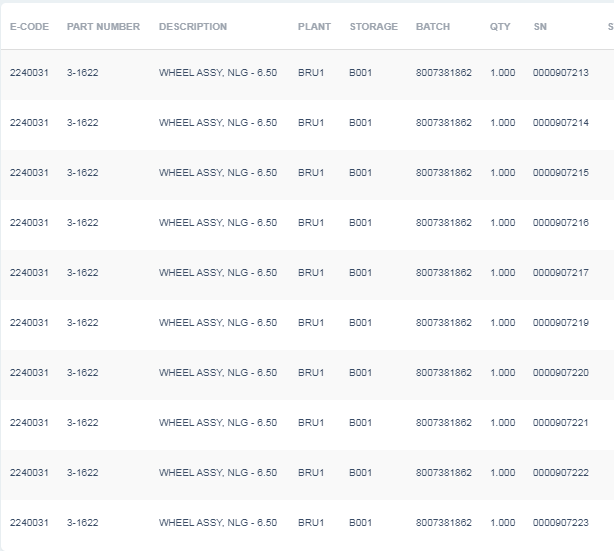 E-CODE PART NUMBER DESCRIPTION PLANT STORAGE BATCH QTY SN S
2240031 3-1622 WHEEL ASSY, NLG - 6.50 BRU1 B001 8007381862 1.000 0000907213
2240031 3-1622 WHEEL ASSY, NLG - 6.50 BRU1 B001 8007381862 1.000 0000907214
2240031 3-1622 WHEEL ASSY, NLG - 6.50 BRU1 B001 8007381862 1.000 0000907215
2240031 3-1622 WHEEL ASSY, NLG - 6.50 BRU1 B001 8007381862 1.000 0000907216
2240031 3-1622 WHEEL ASSY, NLG - 6.50 BRU1 B001 8007381862 1.000 0000907217
2240031 3-1622 WHEEL ASSY, NLG - 6.50 BRU1 B001 8007381862 1.000 0000907219
2240031 3-1622 WHEEL ASSY, NLG - 6.50 BRU1 B001 8007381862 1.000 0000907220
2240031 3-1622 WHEEL ASSY, NLG - 6.50 BRU1 B001 8007381862 1.000 0000907221
2240031 3-1622 WHEEL ASSY, NLG - 6.50 BRU1 B001 8007381862 1.000 0000907222
2240031 3-1622 WHEEL ASSY, NLG - 6.50 BRU1 B001 8007381862 1.000 0000907223